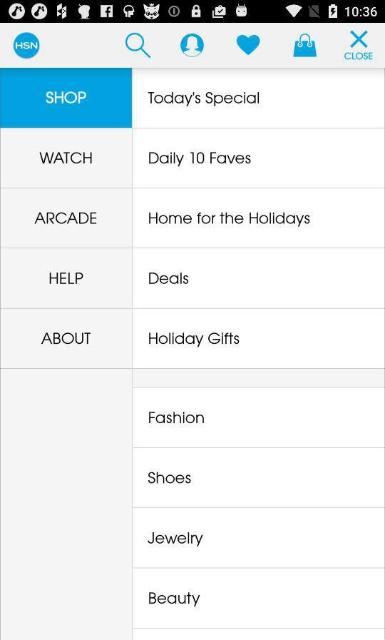 10:36
HSN
CLOSE
SHOP
WATCH
ARCADE
HELP
ABOUT
Today's Special
Daily 10 Faves
Home for the Holidays
Deals
Holiday Gifts
Fashion
Shoes
Jewelry
Beauty